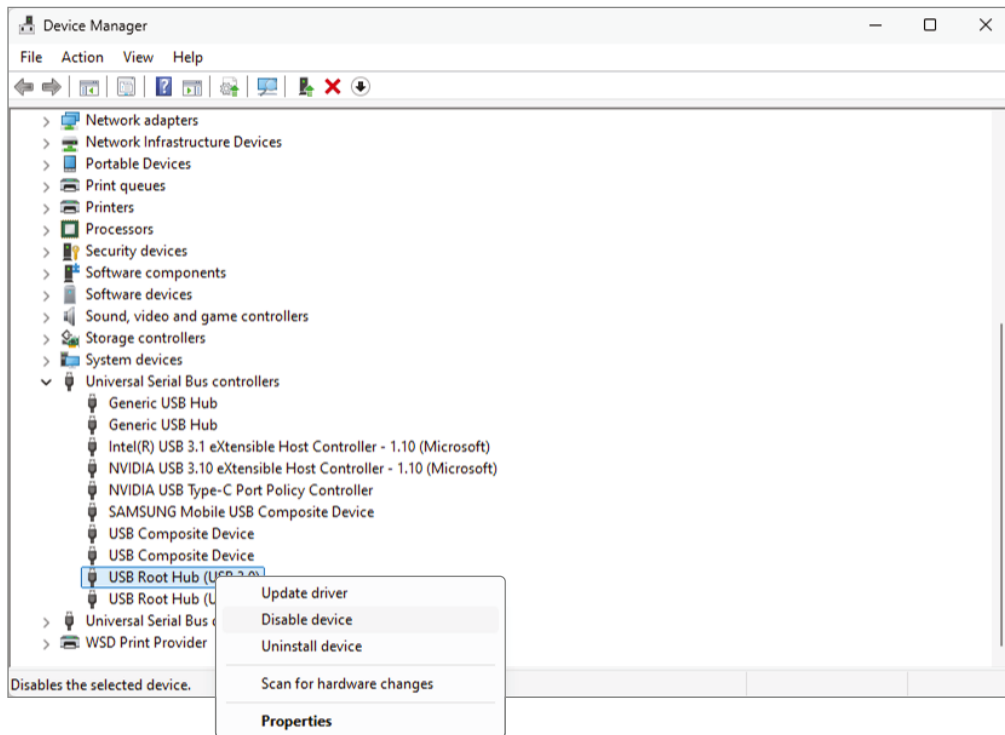 Device Manager
File Action View Help
Network adapters
Network Infrastructure Devices
Portable Devices
Print queues
Printers
Processors
Security devices
Software components
Software devices
Sound, video and game controllers
Storage controllers
System devices
Universal Serial Bus controllers
Generic USB Hub
Generic USB Hub
Intel(R) USB 3.1 eXtensible Host Controller - 1.10 (Microsoft)
NVIDIA USB 3.10 eXtensible Host Controller - 1.10 (Microsoft)
NVIDIA USB Type-C Port Policy Controller
SAMSUNG Mobile USB Composite Device
USB Composite Device
USB Composite Device
USB Root Hub (USB 3.0)
USB Root Hub (U
Universal Serial Bus
WSD Print Provider
Update driver
Disable device
Uninstall device
Scan for hardware changes
Properties
Disables the selected device.